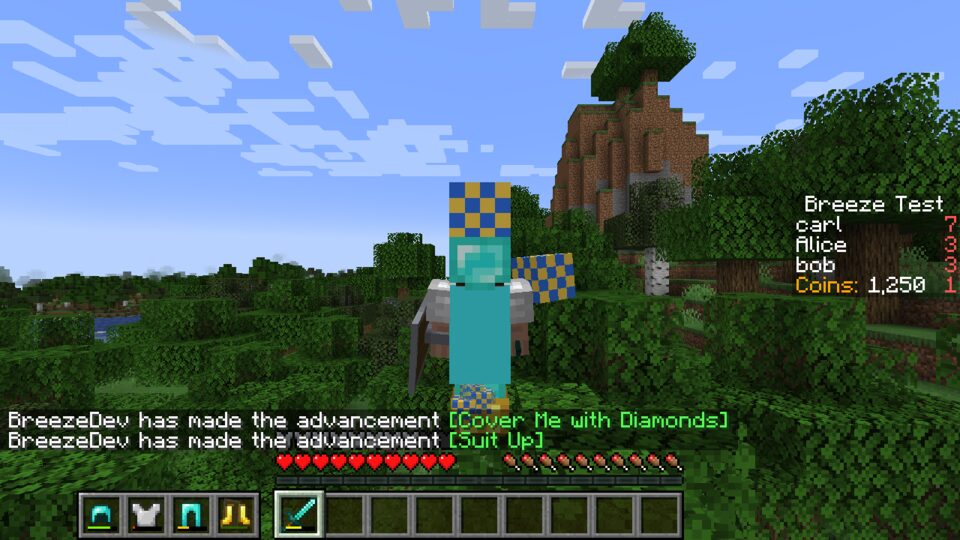 Breeze Test
carl 7
Alice 3
bob 3
Coins: 1,250 1
BreezeDev has made the advancement [Cover Me with Diamonds]
BreezeDev has made the advancement [Suit Up]